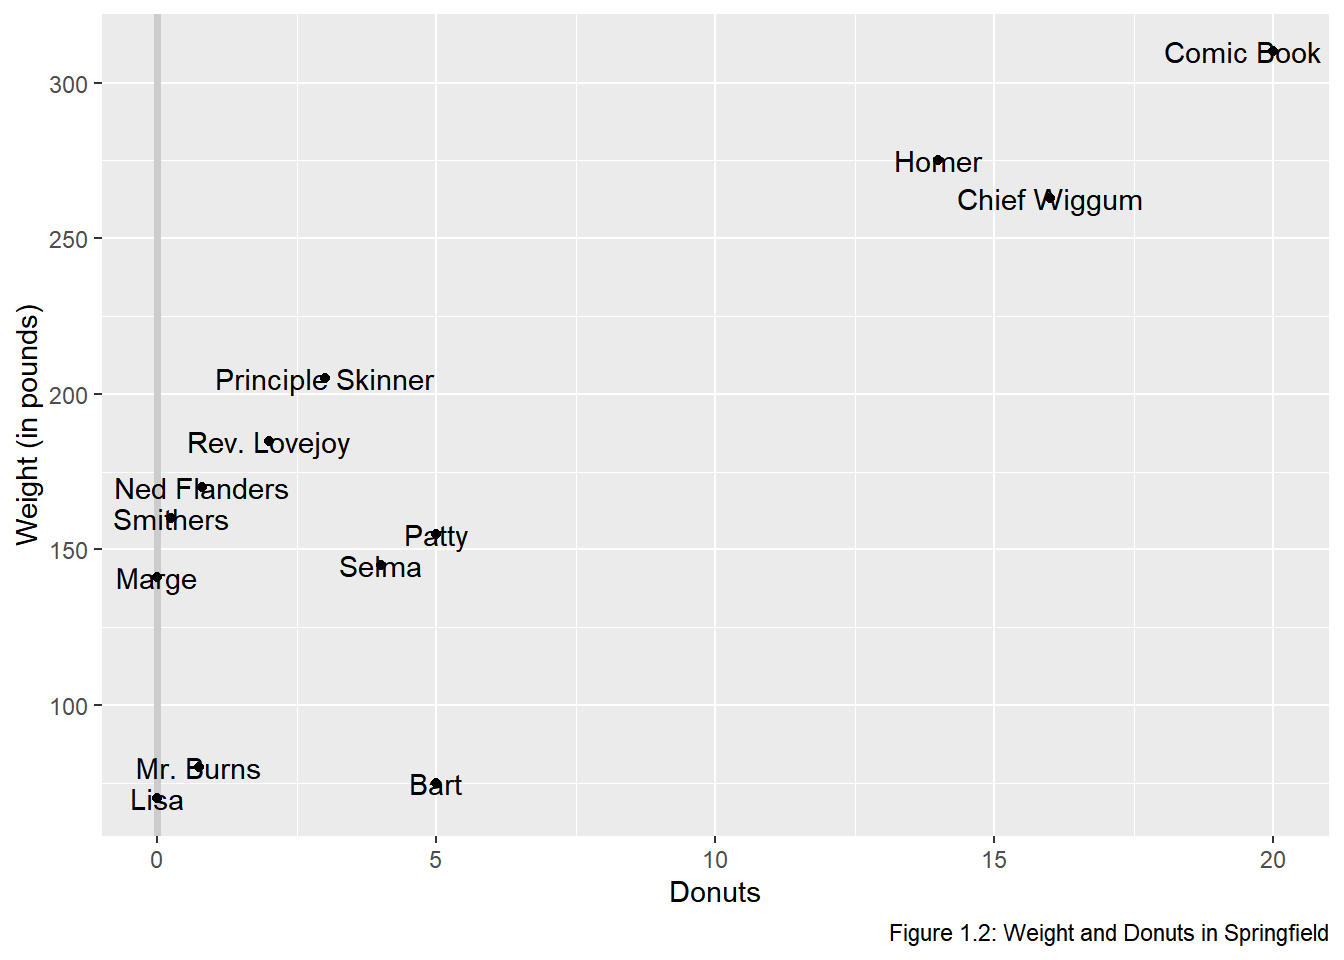 Comic Book
300
Homer
Chief Wiggum
250
Principle Skinner
200
Rev. Lovejoy
Ned Flanders
Smithers
Patty
150
Selma
Marge
100
Mr. Burns
Bart
Lisa
Weight (in pounds)
0 5 10 15 20
Donuts
Figure 1.2: Weight and Donuts in Springfield